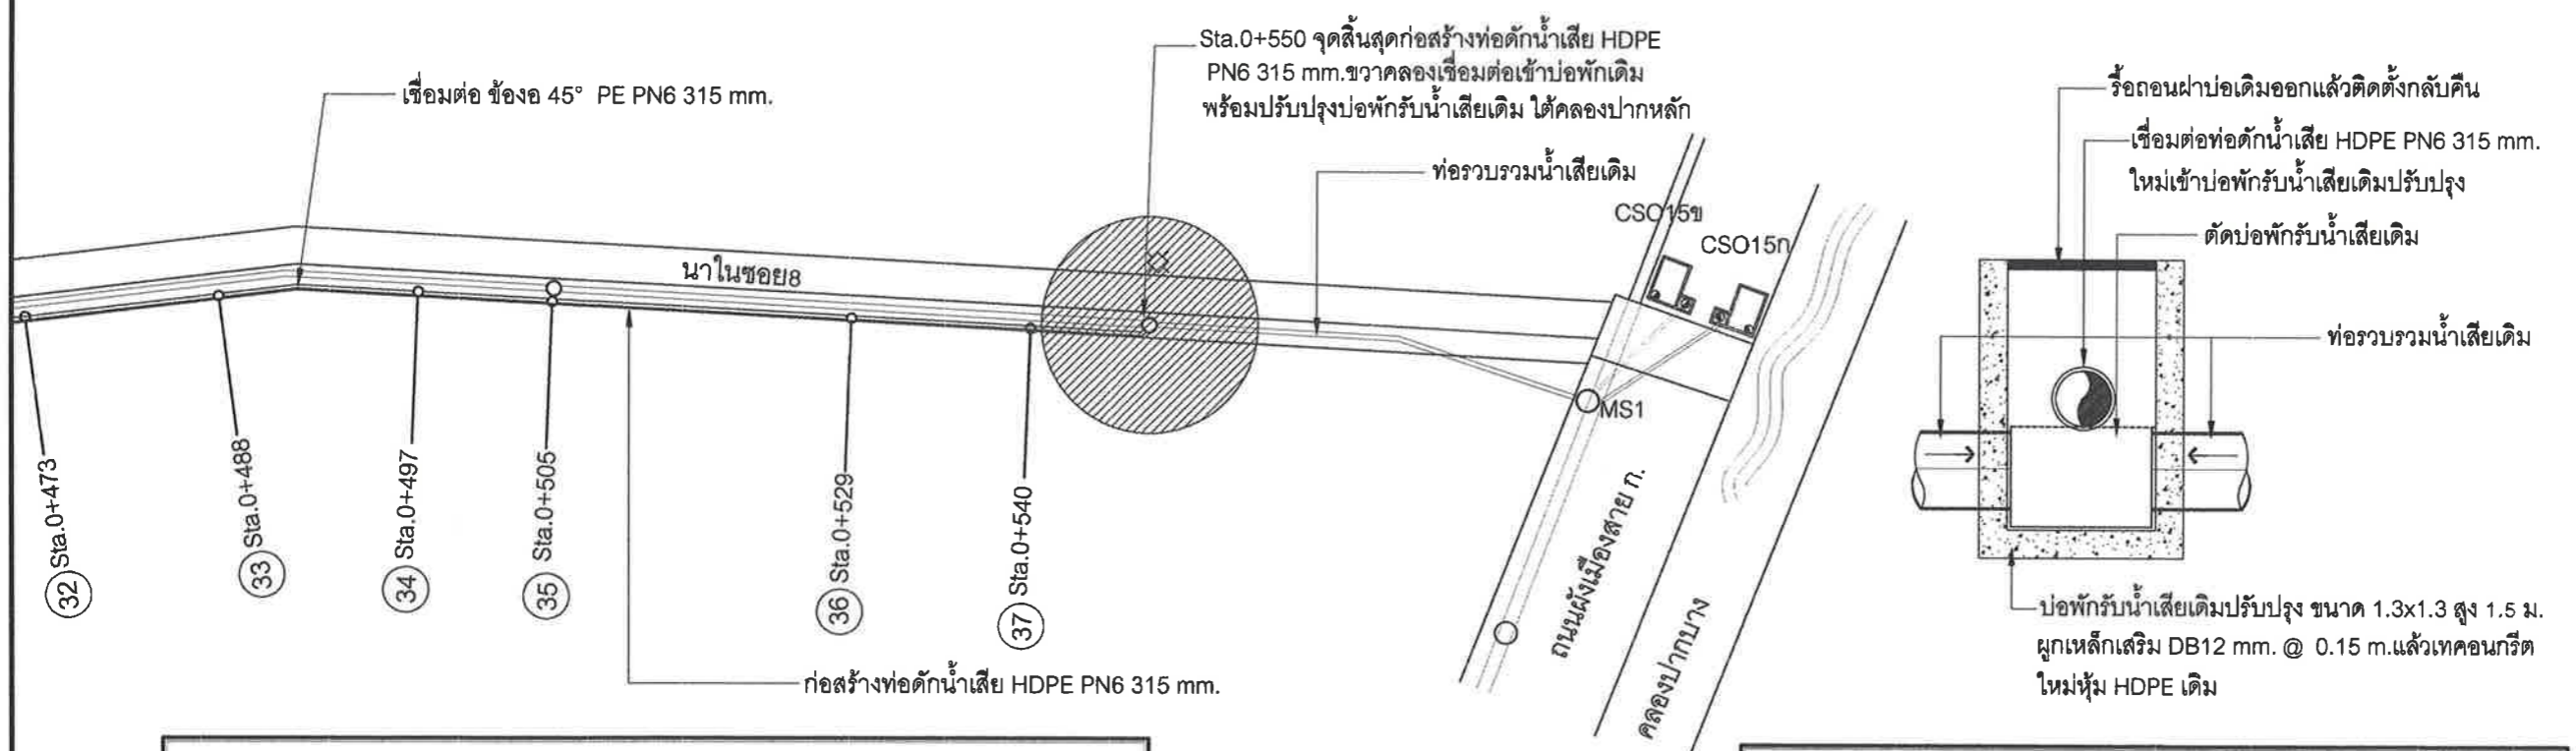 Sta.0+550 จุดสิ้นสุดก่อสร้างท่อดักน้ำเสีย HDPE
PN6 315 mm.ขวาคลองเชื่อมต่อเข้าบ่อพักเดิม
พร้อมปรับปรุงบ่อพักรับน้ำเสียเดิม ใต้คลองปากหลัก
เชื่อมต่อ ข้องอ 45° PE PN6 315 mm.
ท่อรวบรวมน้ำเสียเดิม
CSO15ข
CSO15ก
นาในซอย8
MS1
32 Sta.0+473
33 Sta.0+488
34 Sta.0+497
35 Sta.0+505
36 Sta.0+529
37 Sta.0+540
ก่อสร้างท่อดักน้ำเสีย HDPE PN6 315 mm.
ถนนผังเมืองสาย ก.
คลองปากบาง
รื้อถอนฝาบ่อเดิมออกแล้วติดตั้งกลับคืน
เชื่อมต่อท่อดักน้ำเสีย HDPE PN6 315 mm.
ใหม่เข้าบ่อพักรับน้ำเสียเดิมปรับปรุง
ตัดบ่อพักรับน้ำเสียเดิม
ท่อรวบรวมน้ำเสียเดิม
บ่อพักรับน้ำเสียเดิมปรับปรุง ขนาด 1.3x1.3 สูง 1.5 ม.
ผูกเหล็กเสริม DB12 mm. @ 0.15 m.แล้วเทคอนกรีต
ใหม่หุ้ม HDPE เดิม